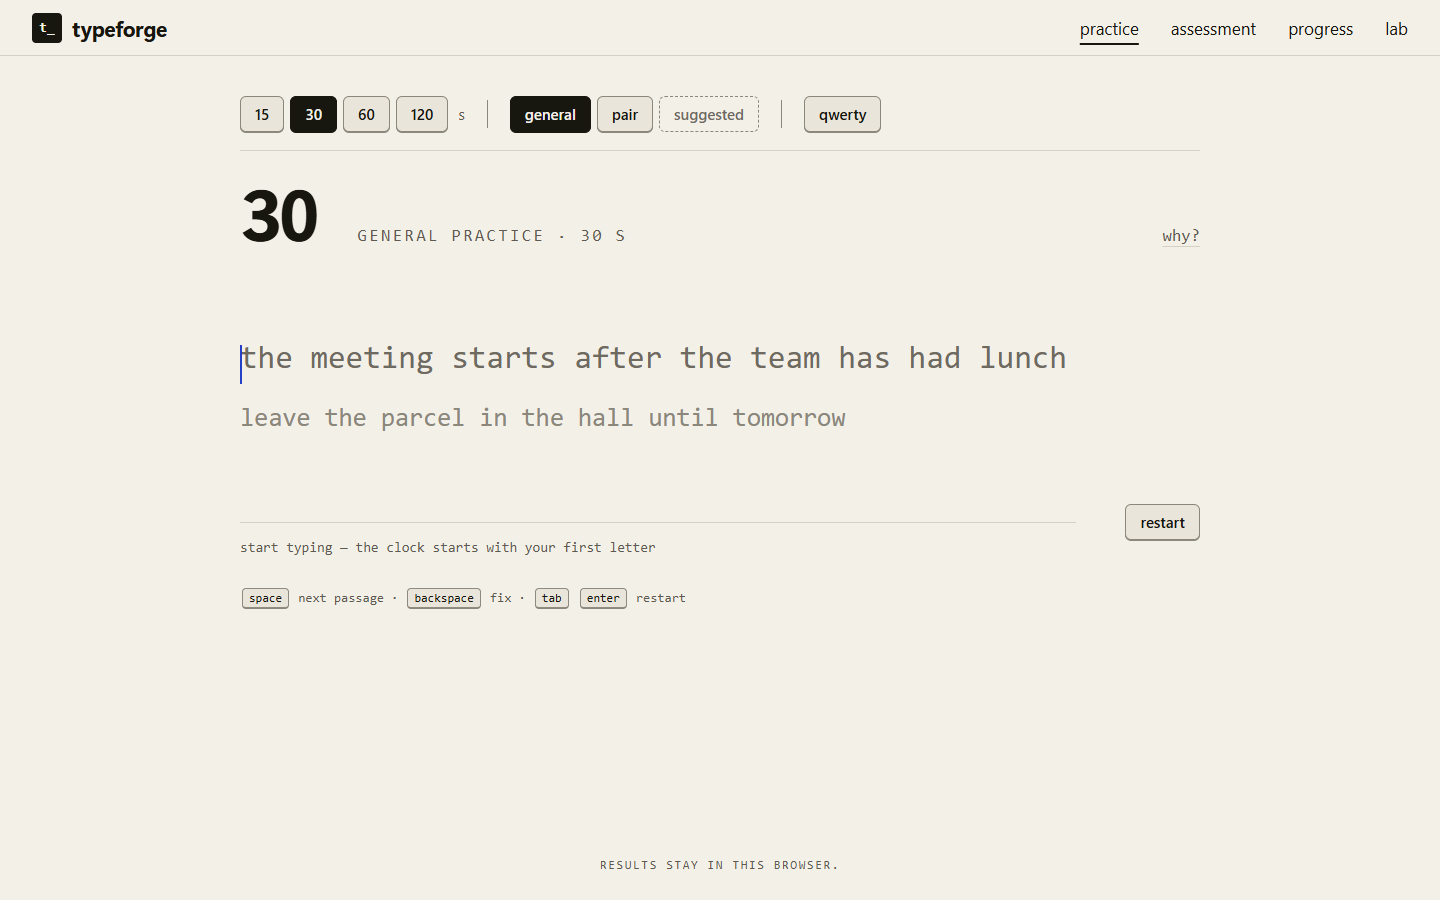 t_ typeforge practice assessment progress lab
15 30 60 120 s general pair suggested qwerty
30 GENERAL PRACTICE · 30 S why?
the meeting starts after the team has had lunch
leave the parcel in the hall until tomorrow
restart
start typing — the clock starts with your first letter
space next passage · backspace fix · tab enter restart
RESULTS STAY IN THIS BROWSER.